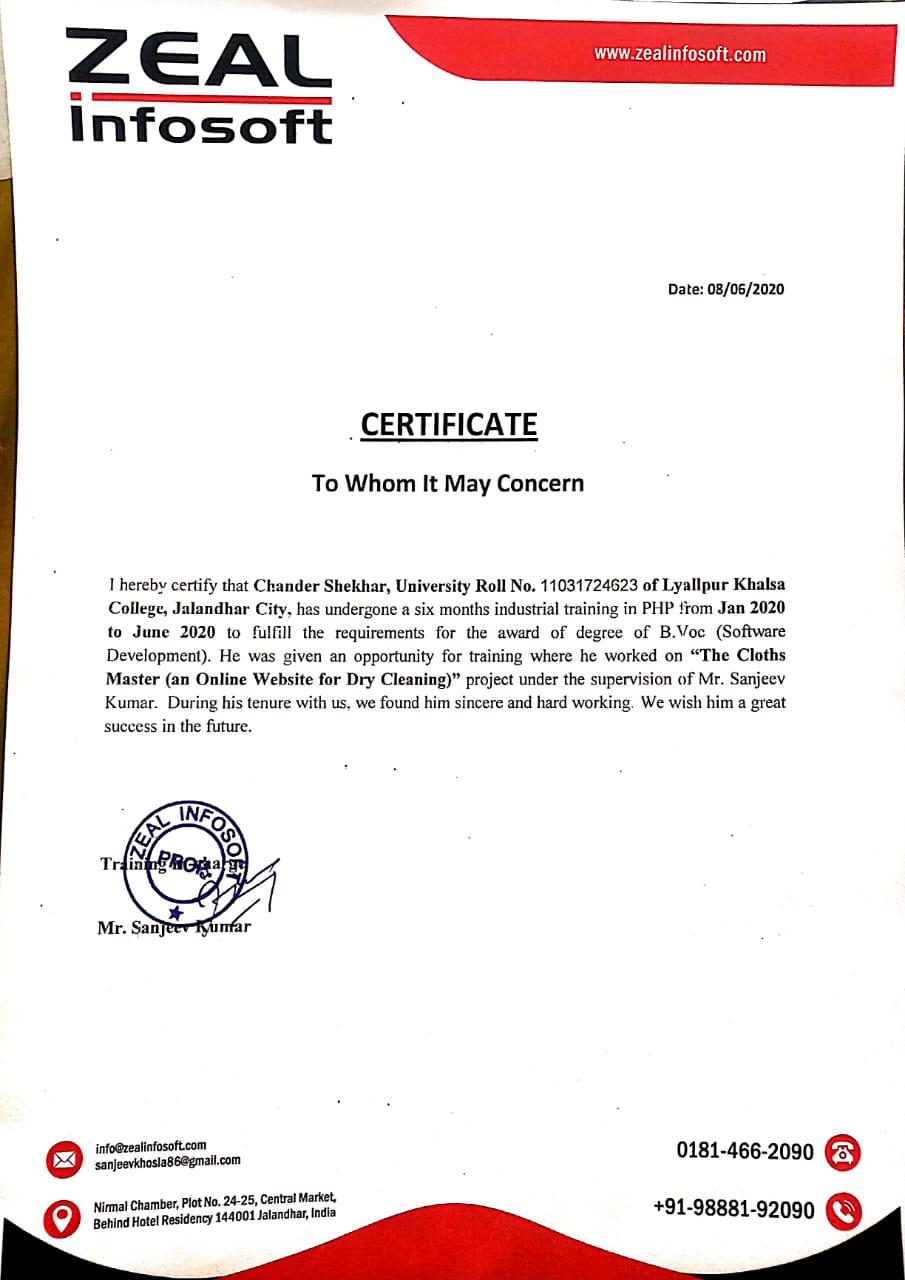 ZEAL
infosoft
www.zealinfosoft.com
Date: 08/06/2020
CERTIFICATE
To Whom It May Concern
I hereby certify that Chander Shekhar, University Roll No. 11031724623 of Lyallpur Khalsa
College, Jalandhar City, has undergone a six months industrial training in PHP from Jan 2020
to June 2020 to fulfill the requirements for the award of degree of B.Voc (Software
Development). He was given an opportunity for training where he worked on “The Cloths
Master (an Online Website for Dry Cleaning)” project under the supervision of Mr. Sanjeev
Kumar. During his tenure with us, we found him sincere and hard working. We wish him a great
success in the future.
ZEAL INFOSOFT
PROP.
Training
Mr. Sanjeev Kumar
info@zealinfosoft.com
sanjeevkhosla86@gmail.com
Nirmal Chamber, Plot No. 24-25, Central Market,
Behind Hotel Residency 144001 Jalandhar, India
0181-466-2090
+91-98881-92090